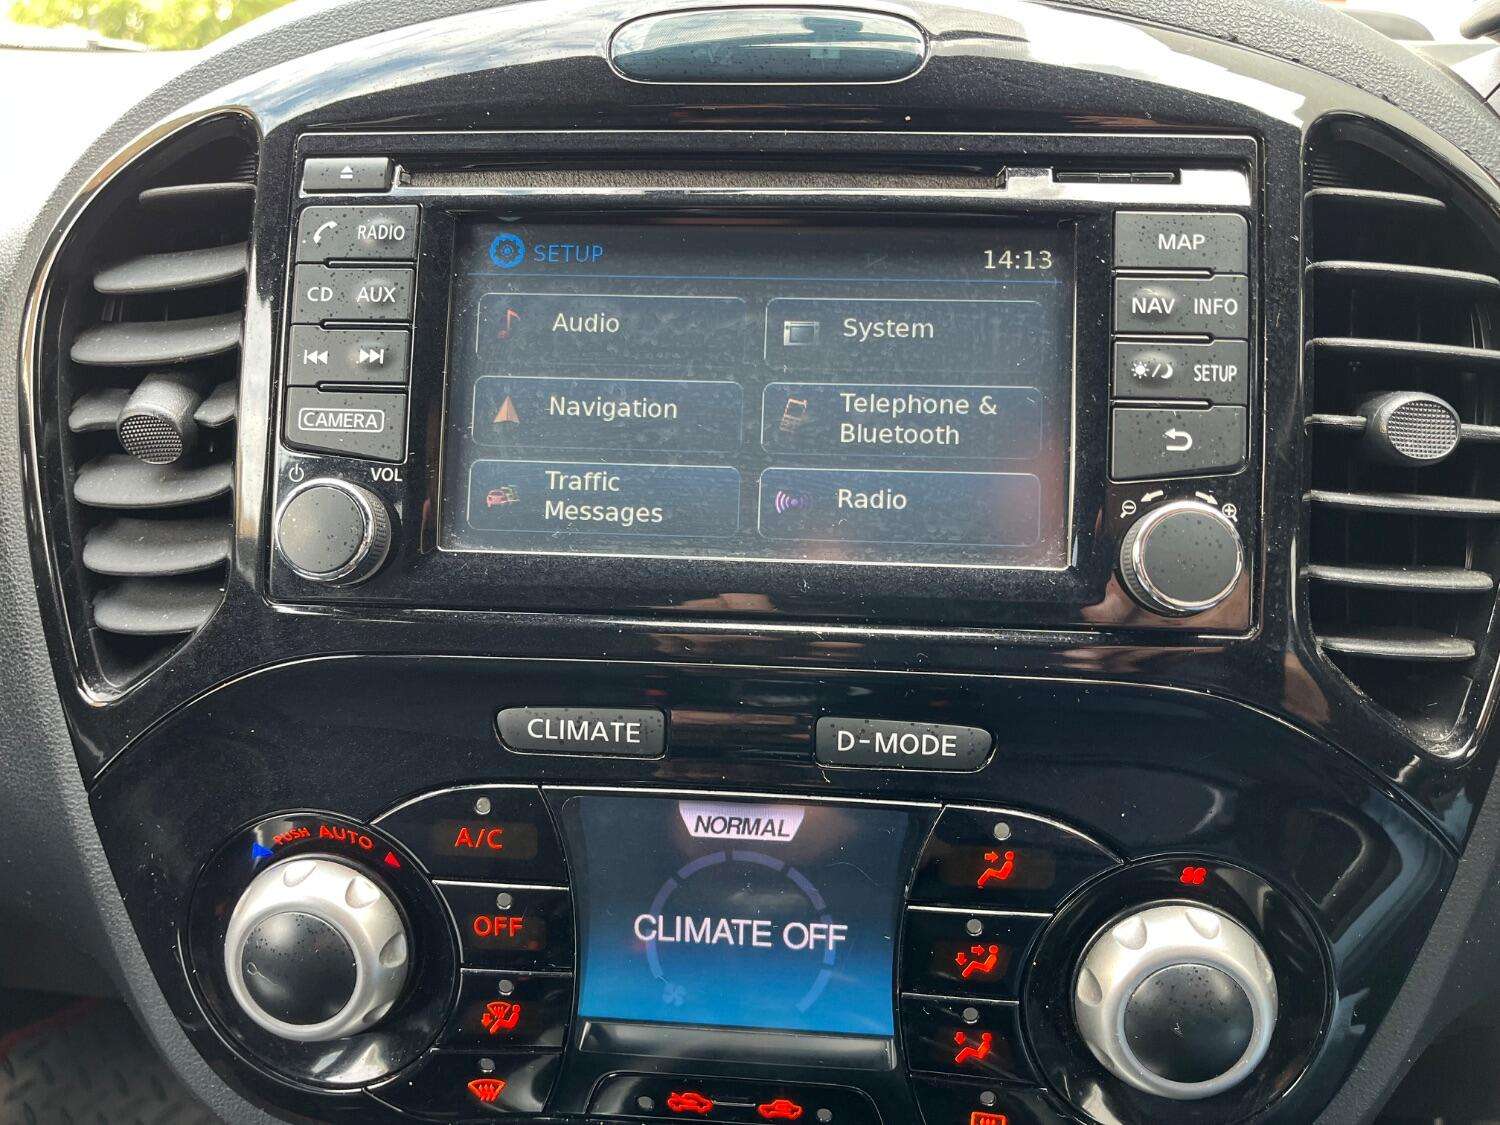 RADIO
CD AUX
CAMERA
VOL
SETUP
14:13
Audio
System
Navigation
Telephone &
Bluetooth
Traffic
Messages
Radio
MAP
NAV INFO
SETUP
CLIMATE
D-MODE
PUSH AUTO
A/C
OFF
NORMAL
CLIMATE OFF